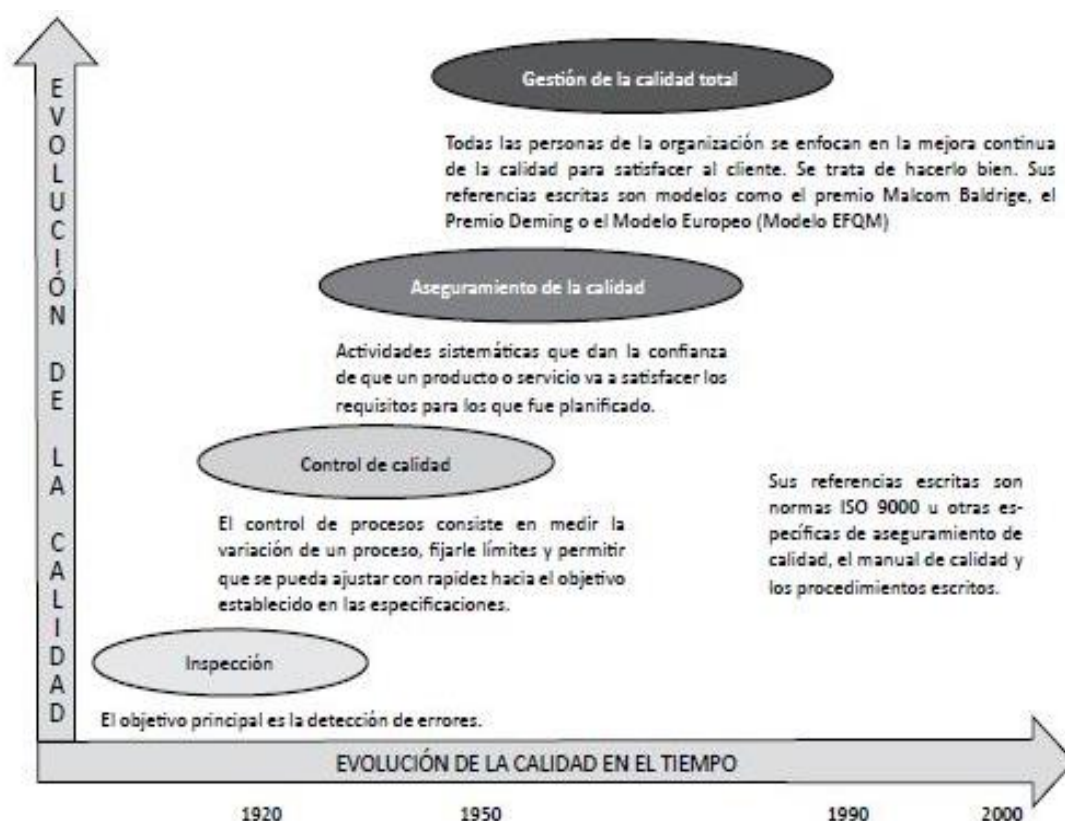 EVOLUCIÓN DE LA CALIDAD
Gestión de la calidad total
Todas las personas de la organización se enfocan en la mejora continua
de la calidad para satisfacer al cliente. Se trata de hacerlo bien. Sus
referencias escritas son modelos como el premio Malcom Baldrige, el
Premio Deming o el Modelo Europeo (Modelo EFQM)
Aseguramiento de la calidad
Actividades sistemáticas que dan la confianza
de que un producto o servicio va a satisfacer los
requisitos para los que fue planificado.
Control de calidad
El control de procesos consiste en medir la
variación de un proceso, fijarle límites y permitir
que se pueda ajustar con rapidez hacia el objetivo
establecido en las especificaciones.
Sus referencias escritas son
normas ISO 9000 u otras es-
pecíficas de aseguramiento de
calidad, el manual de calidad y
los procedimientos escritos.
Inspección
El objetivo principal es la detección de errores.
EVOLUCIÓN DE LA CALIDAD EN EL TIEMPO
1920 1950 1990 2000